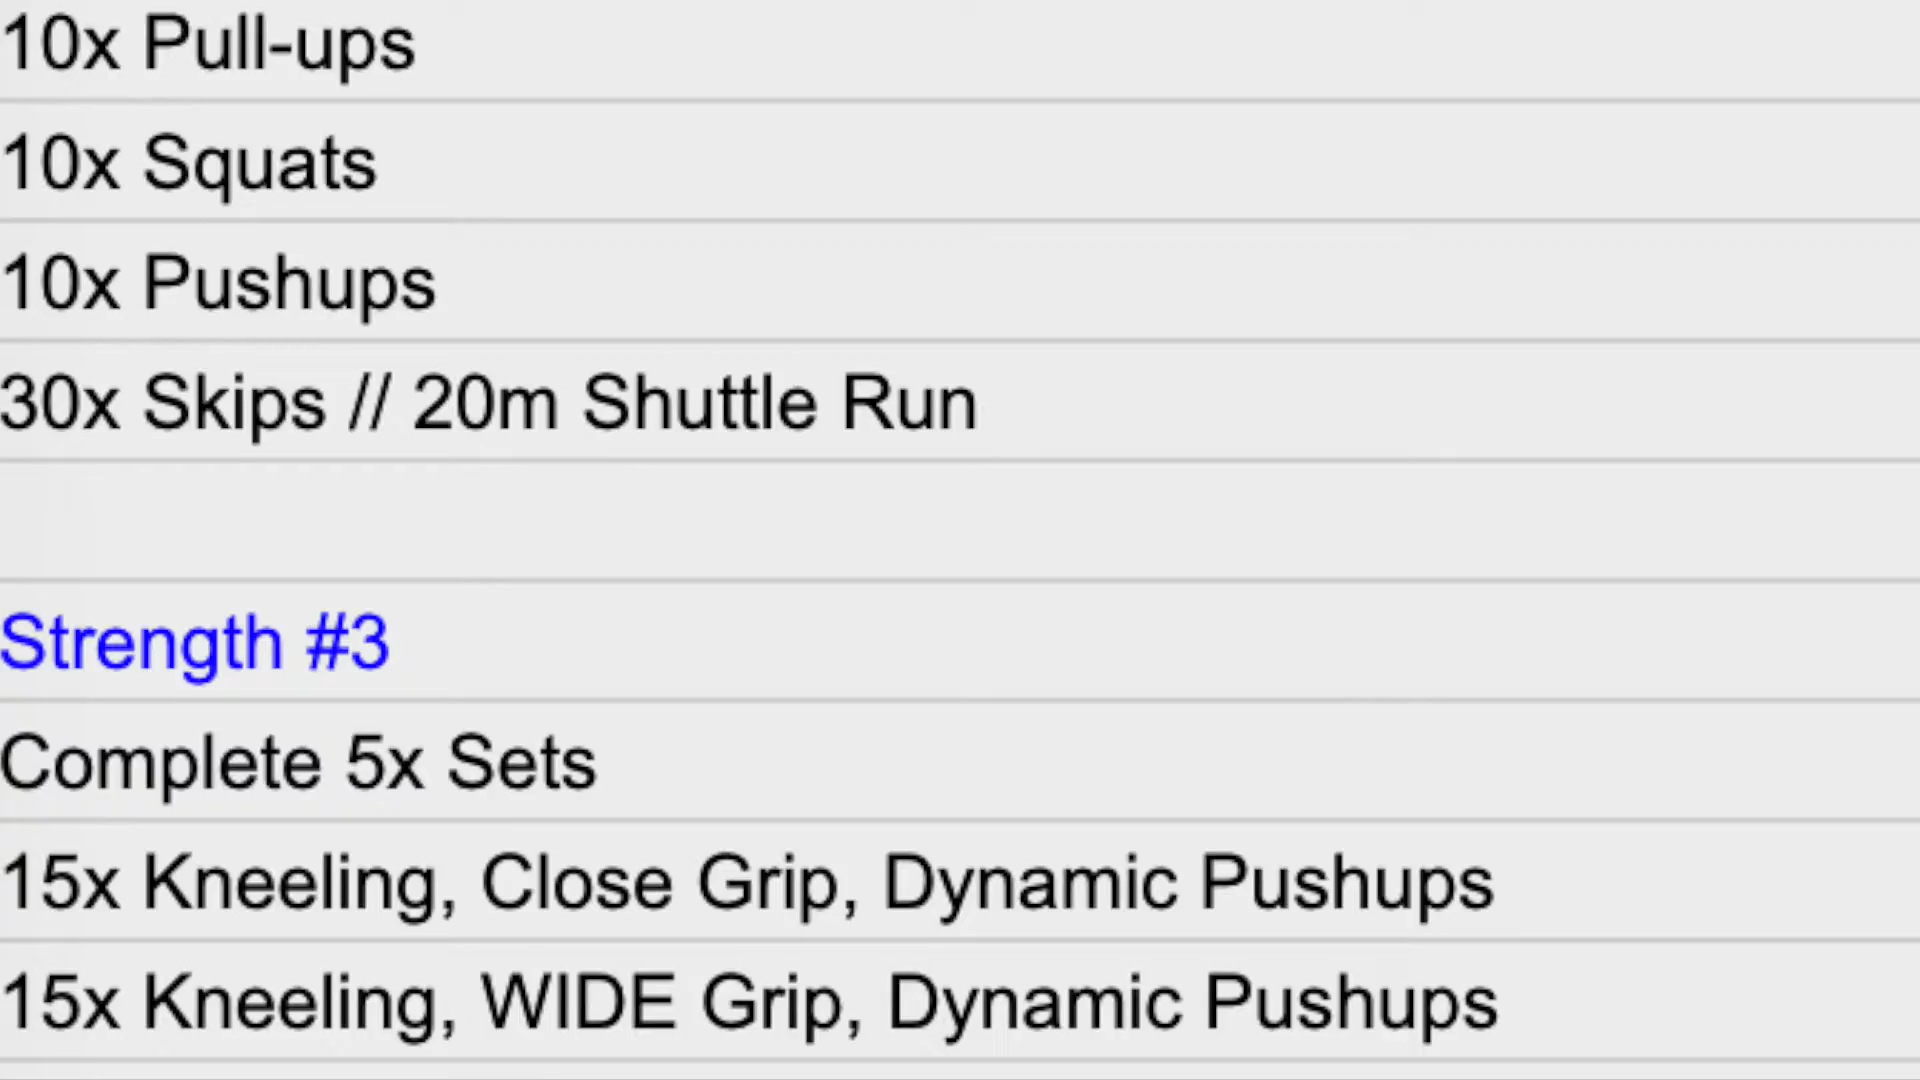 10x Pull-ups
10x Squats
10x Pushups
30x Skips // 20m Shuttle Run
Strength #3
Complete 5x Sets
15x Kneeling, Close Grip, Dynamic Pushups
15x Kneeling, WIDE Grip, Dynamic Pushups